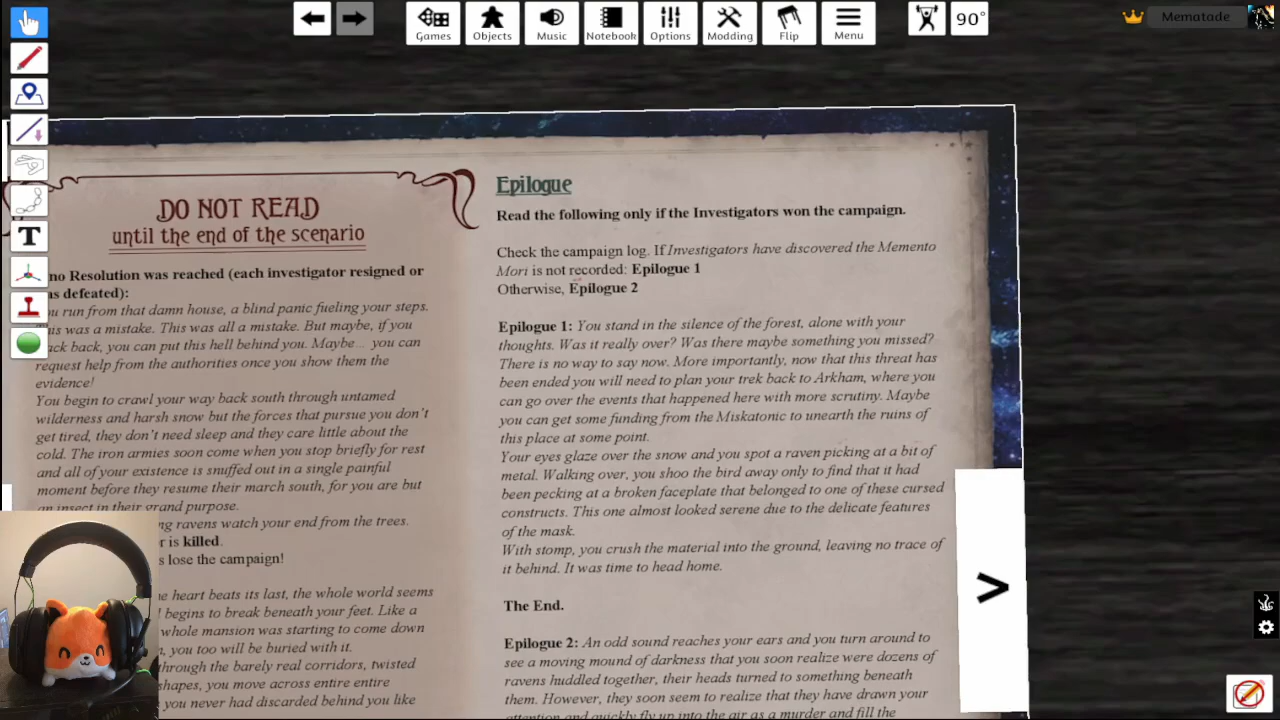 Games
Objects
Music
Notebook
Options
Modding
Flip
Menu
90°
Mematade
T
DO NOT READ
until the end of the scenario
no Resolution was reached (each investigator resigned or
as defeated):
ou run from that damn house, a blind panic fueling your steps.
his was a mistake. This was all a mistake. But maybe, if you
ack back, you can put this hell behind you. Maybe... you can
request help from the authorities once you show them the
evidence!
You begin to crawl your way back south through untamed
wilderness and harsh snow but the forces that pursue you don't
get tired, they don't need sleep and they care little about the
cold. The iron armies soon come when you stop briefly for rest
and all of your existence is snuffed out in a single painful
moment before they resume their march south, for you are but
an insect in their grand purpose.
ng ravens watch your end from the trees.
r is killed.
s lose the campaign!
e heart beats its last, the whole world seems
l begins to break beneath your feet. Like a
whole mansion was starting to come down
, you too will be buried with it.
through the barely real corridors, twisted
shapes, you move across entire entire
you never had discarded behind you like
Epilogue
Read the following only if the Investigators won the campaign.
Check the campaign log. If Investigators have discovered the Memento
Mori is not recorded: Epilogue 1
Otherwise, Epilogue 2
Epilogue 1: You stand in the silence of the forest, alone with your
thoughts. Was it really over? Was there maybe something you missed?
There is no way to say now. More importantly, now that this threat has
been ended you will need to plan your trek back to Arkham, where you
can go over the events that happened here with more scrutiny. Maybe
you can get some funding from the Miskatonic to unearth the ruins of
this place at some point.
Your eyes glaze over the snow and you spot a raven picking at a bit of
metal. Walking over, you shoo the bird away only to find that it had
been pecking at a broken faceplate that belonged to one of these cursed
constructs. This one almost looked serene due to the delicate features
of the mask.
With stomp, you crush the material into the ground, leaving no trace of
it behind. It was time to head home.
The End.
Epilogue 2: An odd sound reaches your ears and you turn around to
see a moving mound of darkness that you soon realize were dozens of
ravens huddled together, their heads turned to something beneath
them. However, they soon seem to realize that they have drawn your
attention and quickly fly up into the air as a murder and fill the
>